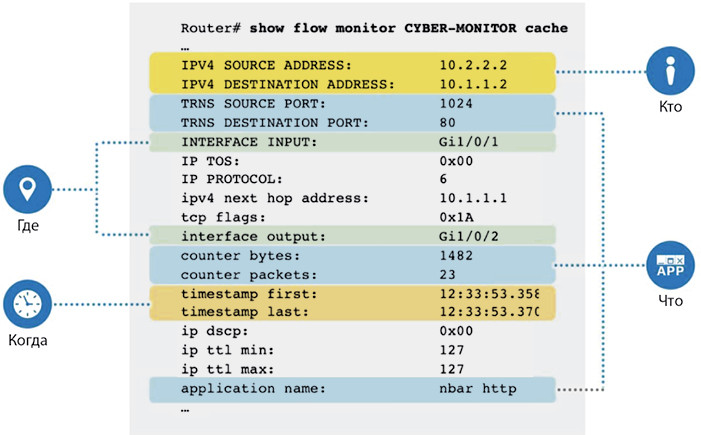 Router# show flow monitor CYBER-MONITOR cache
…
IPV4 SOURCE ADDRESS: 10.2.2.2
IPV4 DESTINATION ADDRESS: 10.1.1.2
TRNS SOURCE PORT: 1024
TRNS DESTINATION PORT: 80
INTERFACE INPUT: Gi1/0/1
IP TOS: 0x00
IP PROTOCOL: 6
ipv4 next hop address: 10.1.1.1
tcp flags: 0x1A
interface output: Gi1/0/2
counter bytes: 1482
counter packets: 23
timestamp first: 12:33:53.358
timestamp last: 12:33:53.370
ip dscp: 0x00
ip ttl min: 127
ip ttl max: 127
application name: nbar http
…
Кто
Где
APP
Что
Когда